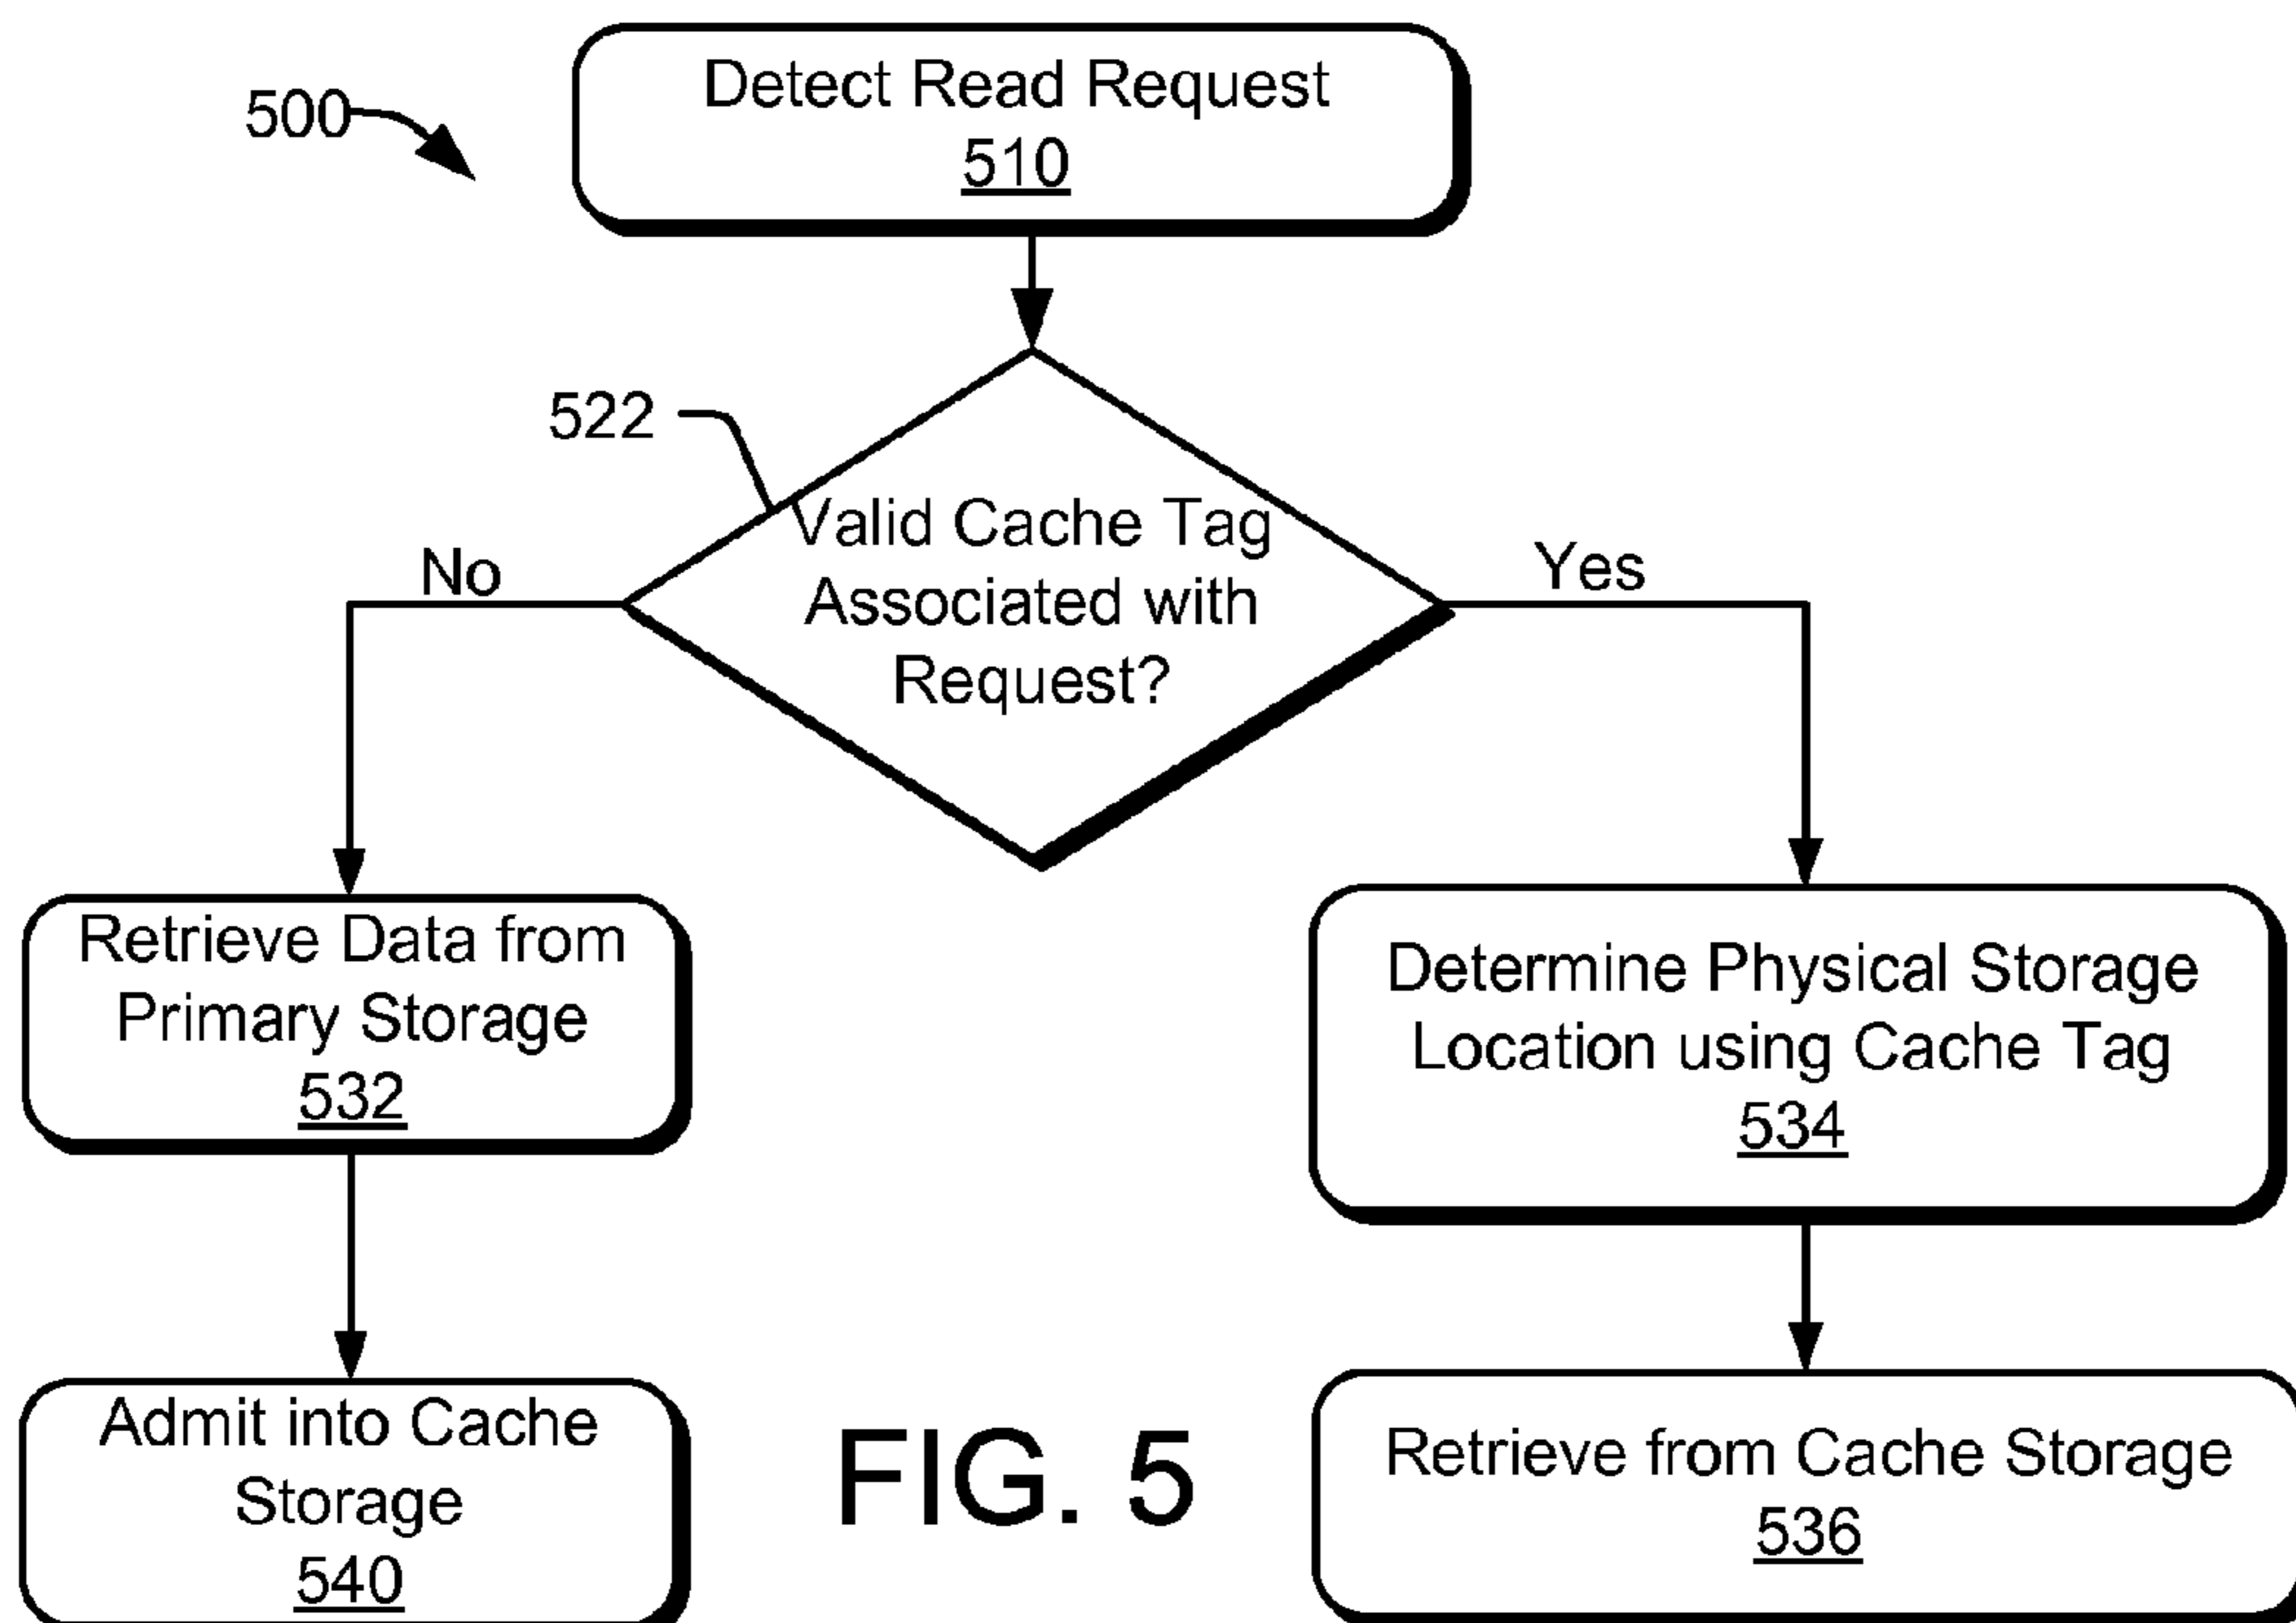 500
Detect Read Request
510
522
Valid Cache Tag
Associated with
Request?
No
Yes
Retrieve Data from
Primary Storage
532
Determine Physical Storage
Location using Cache Tag
534
Admit into Cache
Storage
540
FIG. 5
Retrieve from Cache Storage
536